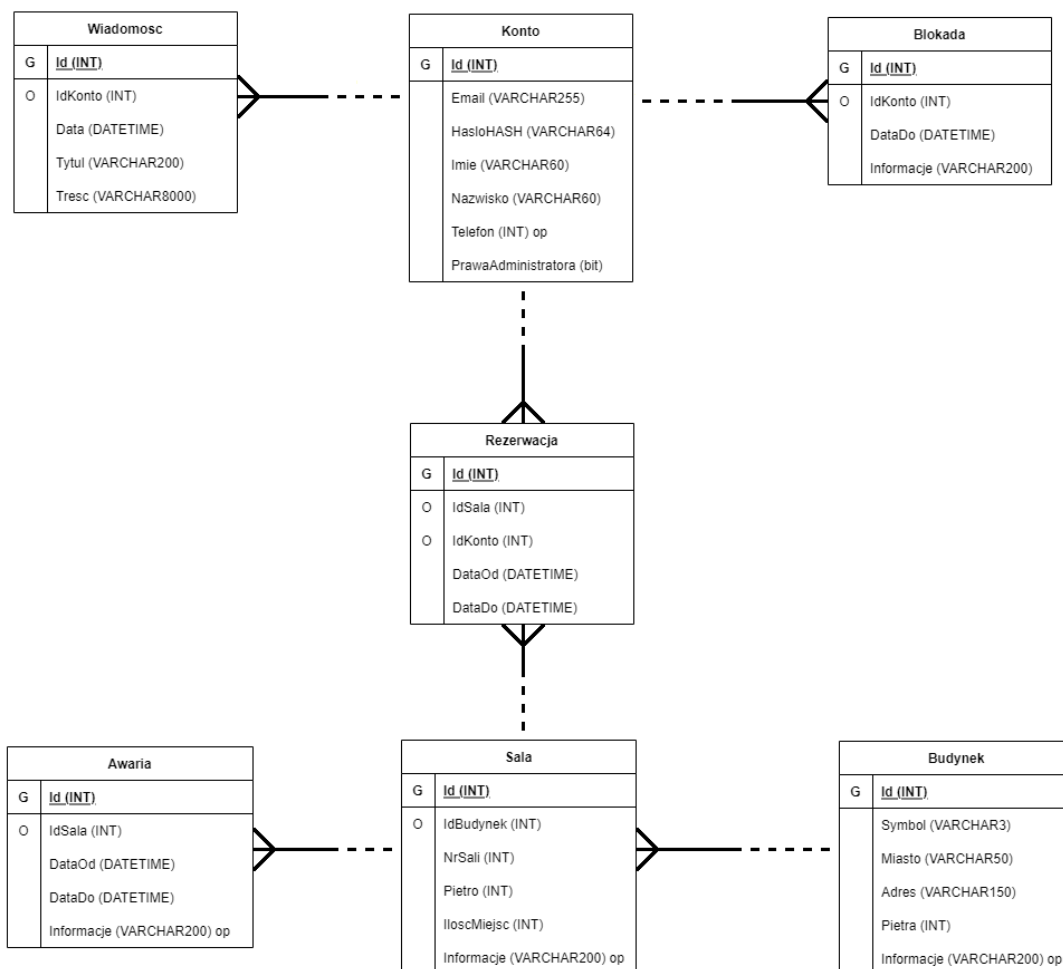 Wiadomosc
G Id (INT)
O IdKonto (INT)
Data (DATETIME)
Tytul (VARCHAR200)
Tresc (VARCHAR8000)
Konto
G Id (INT)
Email (VARCHAR255)
HasloHASH (VARCHAR64)
Imie (VARCHAR60)
Nazwisko (VARCHAR60)
Telefon (INT) op
PrawaAdministratora (bit)
Blokada
G Id (INT)
O IdKonto (INT)
DataDo (DATETIME)
Informacje (VARCHAR200)
Rezerwacja
G Id (INT)
O IdSala (INT)
O IdKonto (INT)
DataOd (DATETIME)
DataDo (DATETIME)
Awaria
G Id (INT)
O IdSala (INT)
DataOd (DATETIME)
DataDo (DATETIME)
Informacje (VARCHAR200) op
Sala
G Id (INT)
O IdBudynek (INT)
NrSali (INT)
Pietro (INT)
IloscMiejsc (INT)
Informacje (VARCHAR200) op
Budynek
G Id (INT)
Symbol (VARCHAR3)
Miasto (VARCHAR50)
Adres (VARCHAR150)
Pietra (INT)
Informacje (VARCHAR200) op